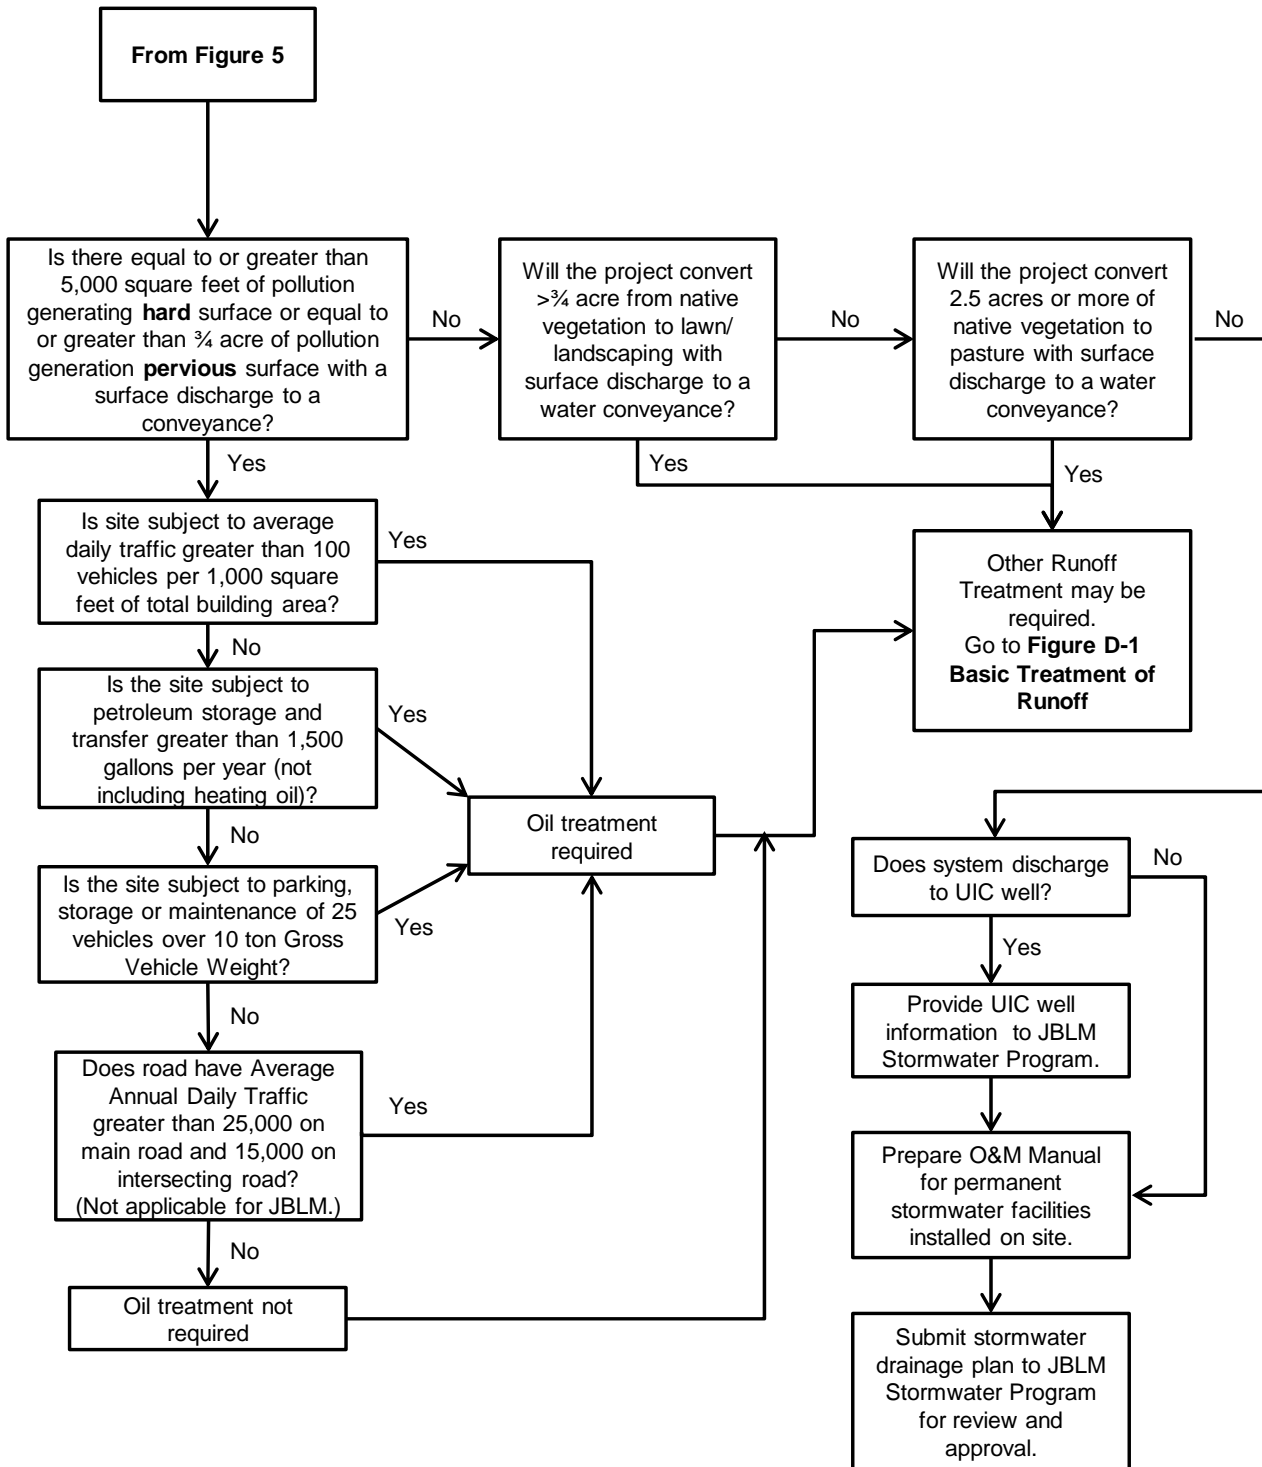 From Figure 5
Is there equal to or greater than
5,000 square feet of pollution
generating hard surface or equal to
or greater than ¾ acre of pollution
generation pervious surface with a
surface discharge to a
conveyance?
No
Will the project convert
>¾ acre from native
vegetation to lawn/
landscaping with
surface discharge to a
water conveyance?
No
Will the project convert
2.5 acres or more of
native vegetation to
pasture with surface
discharge to a water
conveyance?
No
Yes
Yes
Yes
Is site subject to average
daily traffic greater than 100
vehicles per 1,000 square
feet of total building area?
Yes
No
Other Runoff
Treatment may be
required.
Go to Figure D-1
Basic Treatment of
Runoff
Is the site subject to
petroleum storage and
transfer greater than 1,500
gallons per year (not
including heating oil)?
Yes
No
Oil treatment
required
Is the site subject to parking,
storage or maintenance of 25
vehicles over 10 ton Gross
Vehicle Weight?
Yes
No
Does system discharge
to UIC well?
No
Yes
Provide UIC well
information to JBLM
Stormwater Program.
Does road have Average
Annual Daily Traffic
greater than 25,000 on
main road and 15,000 on
intersecting road?
(Not applicable for JBLM.)
Yes
No
Prepare O&M Manual
for permanent
stormwater facilities
installed on site.
Oil treatment not
required
Submit stormwater
drainage plan to JBLM
Stormwater Program
for review and
approval.